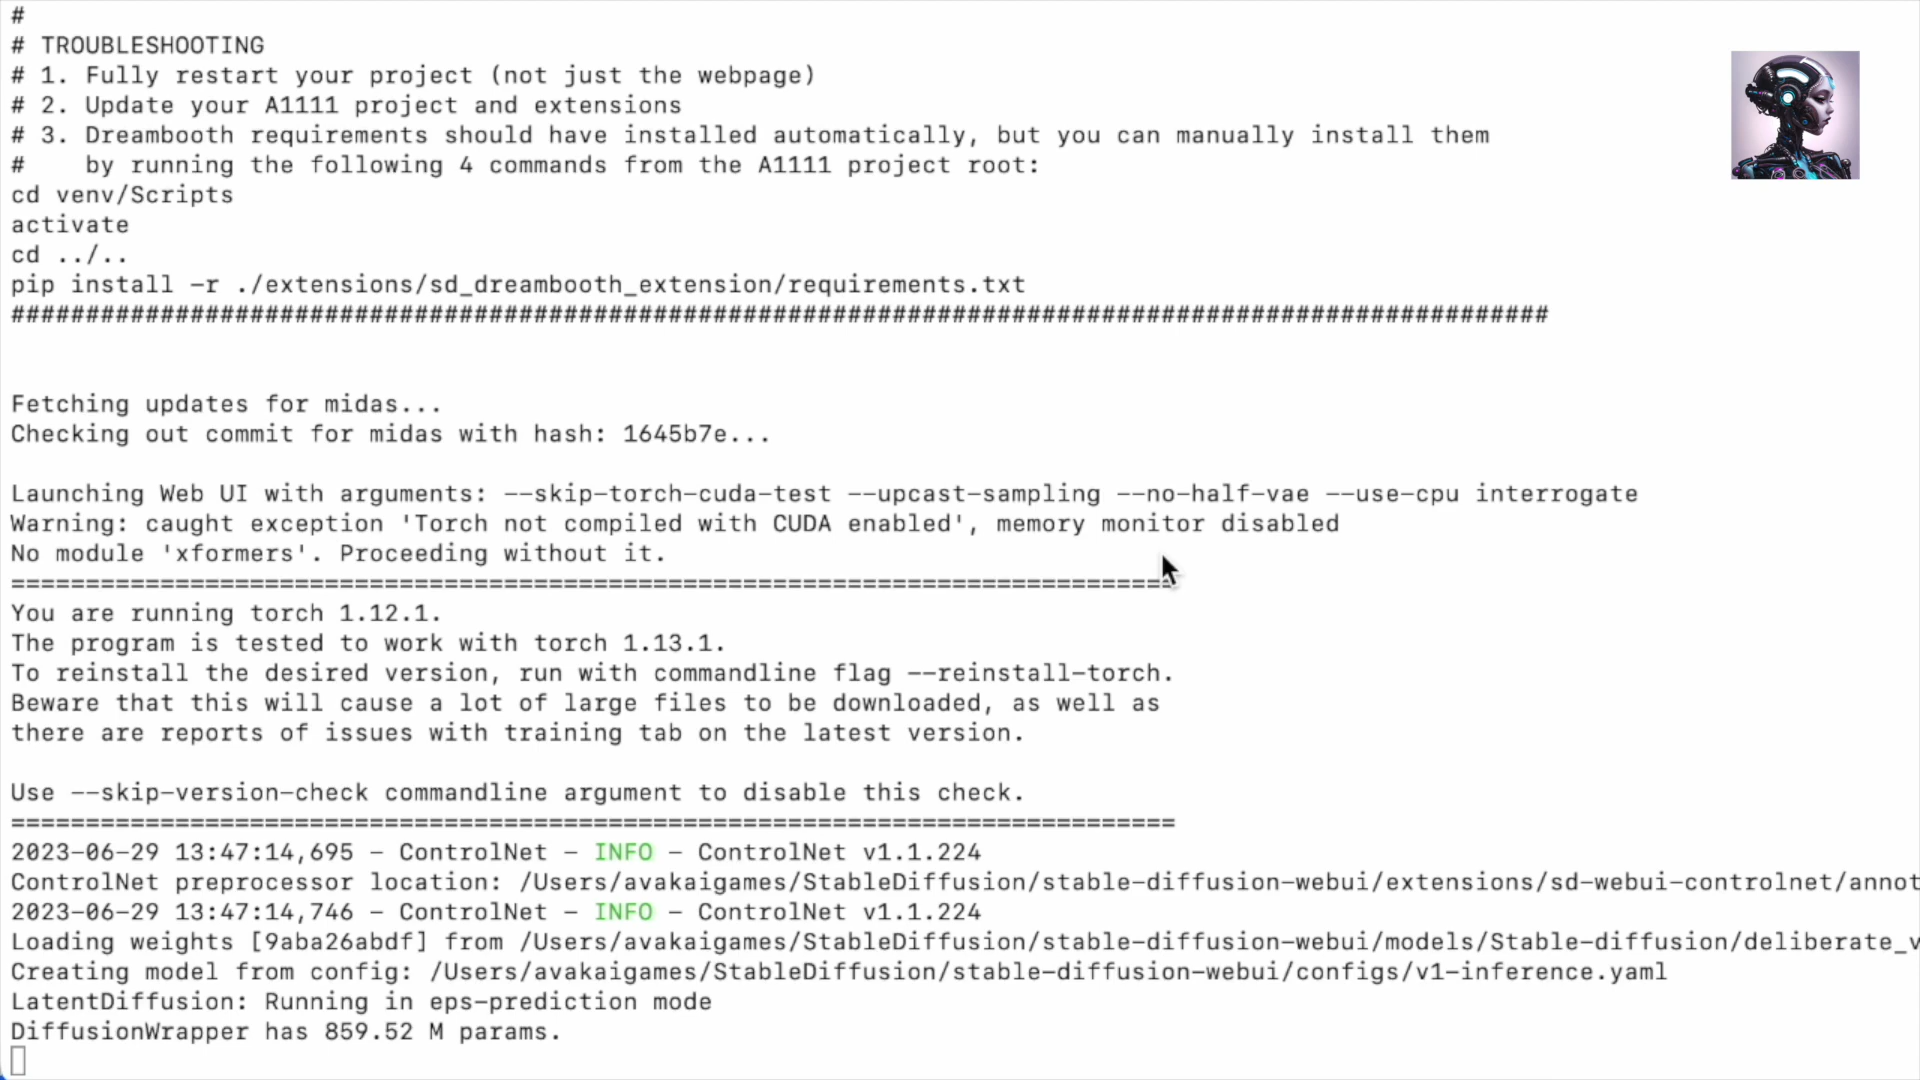 #
# TROUBLESHOOTING
# 1. Fully restart your project (not just the webpage)
# 2. Update your A1111 project and extensions
# 3. Dreambooth requirements should have installed automatically, but you can manually install them
#    by running the following 4 commands from the A1111 project root:
cd venv/Scripts
activate
cd ../..
pip install -r ./extensions/sd_dreambooth_extension/requirements.txt
#######################################################################################################
Fetching updates for midas...
Checking out commit for midas with hash: 1645b7e...
Launching Web UI with arguments: --skip-torch-cuda-test --upcast-sampling --no-half-vae --use-cpu interrogate
Warning: caught exception 'Torch not compiled with CUDA enabled', memory monitor disabled
No module 'xformers'. Proceeding without it.
==============================================================================
You are running torch 1.12.1.
The program is tested to work with torch 1.13.1.
To reinstall the desired version, run with commandline flag --reinstall-torch.
Beware that this will cause a lot of large files to be downloaded, as well as
there are reports of issues with training tab on the latest version.
Use --skip-version-check commandline argument to disable this check.
==============================================================================
2023-06-29 13:47:14,695 - ControlNet - INFO - ControlNet v1.1.224
ControlNet preprocessor location: /Users/avakaigames/StableDiffusion/stable-diffusion-webui/extensions/sd-webui-controlnet/annot
2023-06-29 13:47:14,746 - ControlNet - INFO - ControlNet v1.1.224
Loading weights [9aba26abdf] from /Users/avakaigames/StableDiffusion/stable-diffusion-webui/models/Stable-diffusion/deliberate_v
Creating model from config: /Users/avakaigames/StableDiffusion/stable-diffusion-webui/configs/v1-inference.yaml
LatentDiffusion: Running in eps-prediction mode
DiffusionWrapper has 859.52 M params.